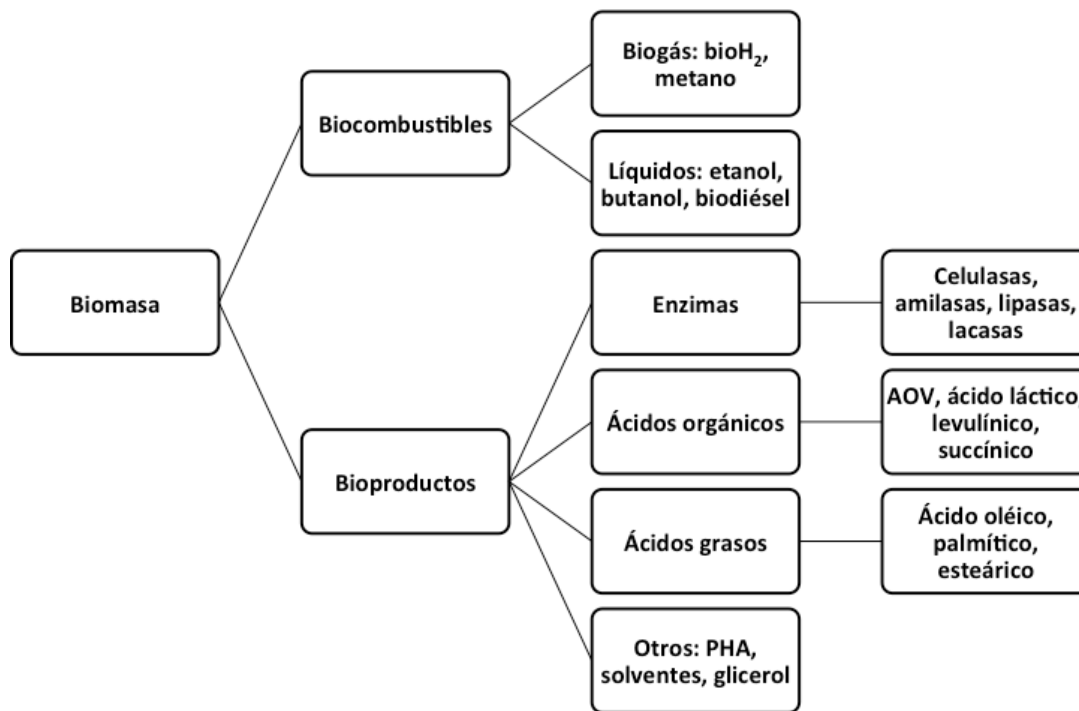 Biogás: bioH₂,
metano
Biocombustibles
Líquidos: etanol,
butanol, biodiésel
Biomasa
Enzimas
Celulasas,
amilasas, lipasas,
lacasas
Ácidos orgánicos
AOV, ácido láctico,
levulínico,
succínico
Bioproductos
Ácidos grasos
Ácido oléico,
palmítico,
esteárico
Otros: PHA,
solventes, glicerol